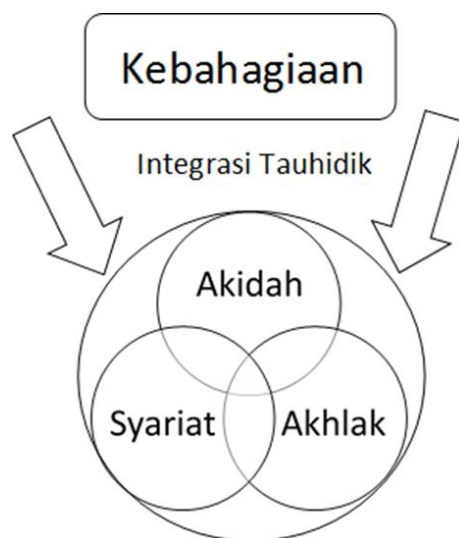 Kebahagiaan
Integrasi Tauhidik
Akidah
Syariat
Akhlak